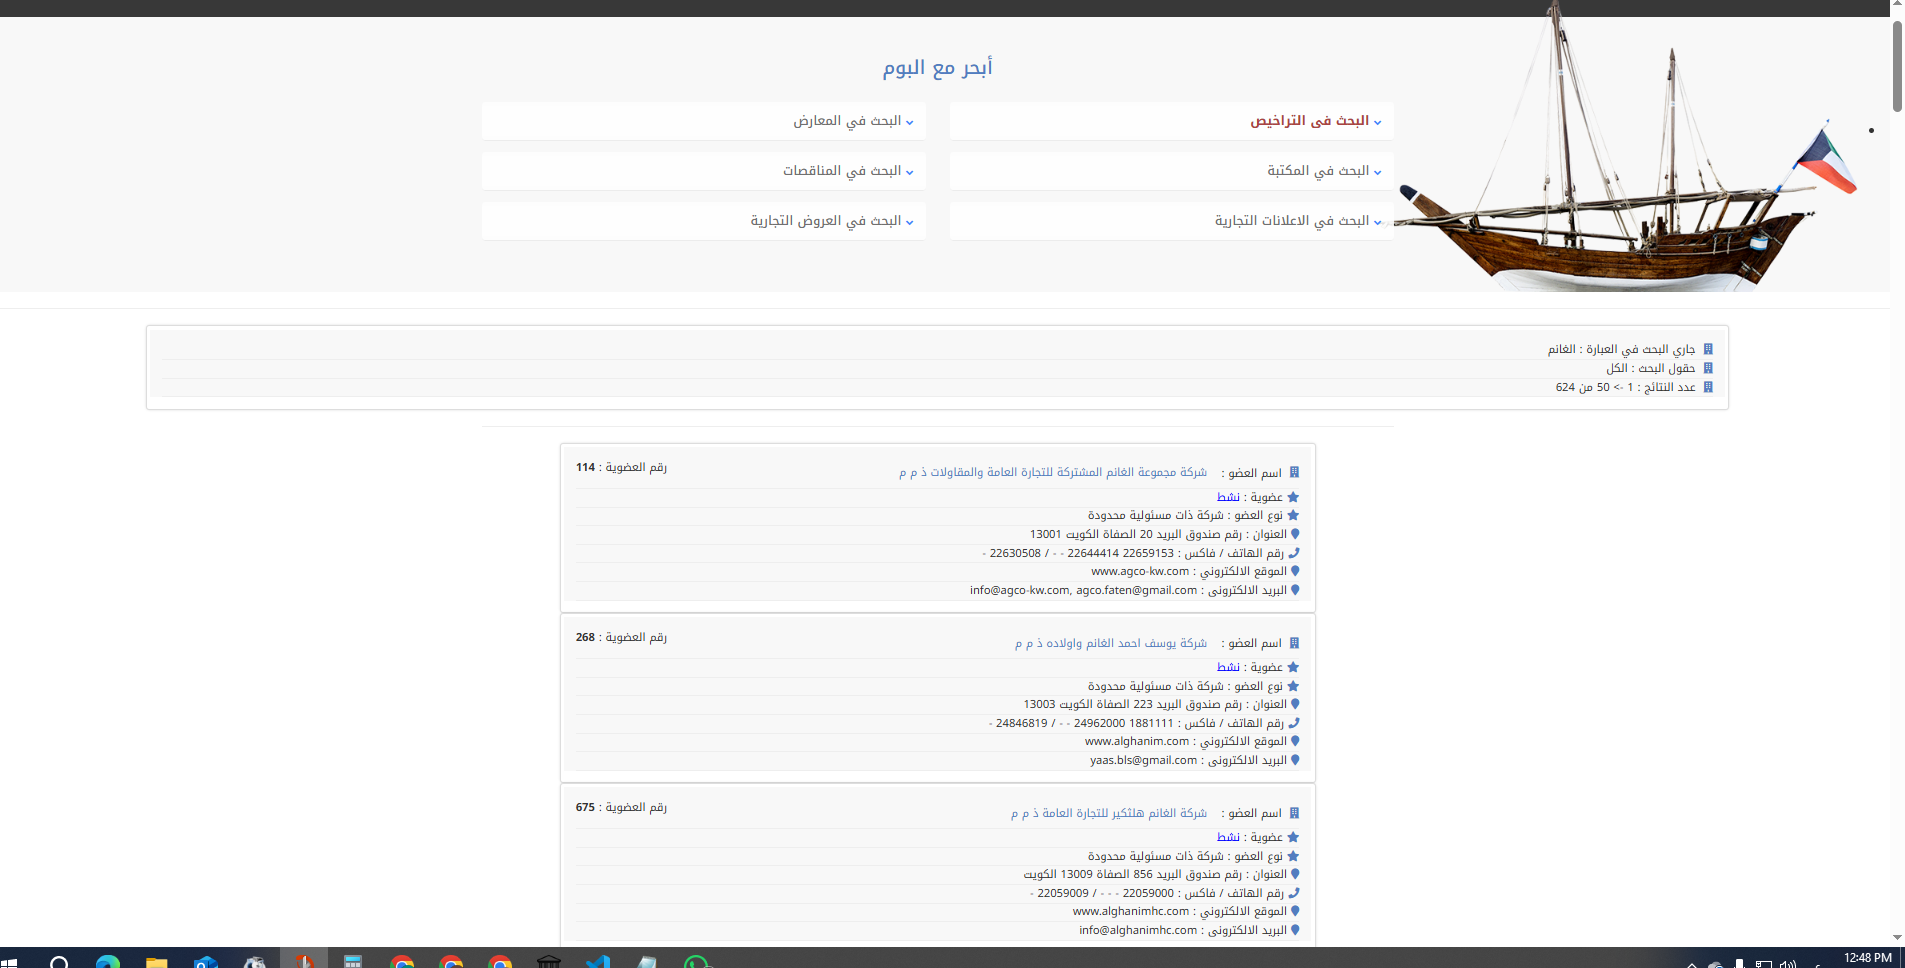 أبحر مع البوم
البحث في التراخيص
البحث في المعارض
البحث في المكتبة
البحث في المناقصات
البحث في الاعلانات التجارية
البحث في العروض التجارية
جاري البحث في العبارة : الغانم
حقول البحث : الكل
عدد النتائج : 1 -> 50 من 624
اسم العضو : شركة مجموعة الغانم المشتركة للتجارة العامة والمقاولات ذ م م
رقم العضوية : 114
عضوية : نشط
نوع العضو : شركة ذات مسئولية محدودة
العنوان : رقم صندوق البريد 20 الصفاة الكويت 13001
رقم الهاتف / فاكس : 22659153 22644414 - - / 22630508 -
الموقع الالكتروني : www.agco-kw.com
البريد الالكتروني : info@agco-kw.com, agco.faten@gmail.com
اسم العضو : شركة يوسف احمد الغانم واولاده ذ م م
رقم العضوية : 268
عضوية : نشط
نوع العضو : شركة ذات مسئولية محدودة
العنوان : رقم صندوق البريد 223 الصفاة الكويت 13003
رقم الهاتف / فاكس : 1881111 24962000 - - / 24846819 -
الموقع الالكتروني : www.alghanim.com
البريد الالكتروني : yaas.bls@gmail.com
اسم العضو : شركة الغانم هلثكير للتجارة العامة ذ م م
رقم العضوية : 675
عضوية : نشط
نوع العضو : شركة ذات مسئولية محدودة
العنوان : رقم صندوق البريد 856 الصفاة 13009 الكويت
رقم الهاتف / فاكس : 22059000 - - - / 22059009 -
الموقع الالكتروني : www.alghanimhc.com
البريد الالكتروني : info@alghanimhc.com
12:48 PM